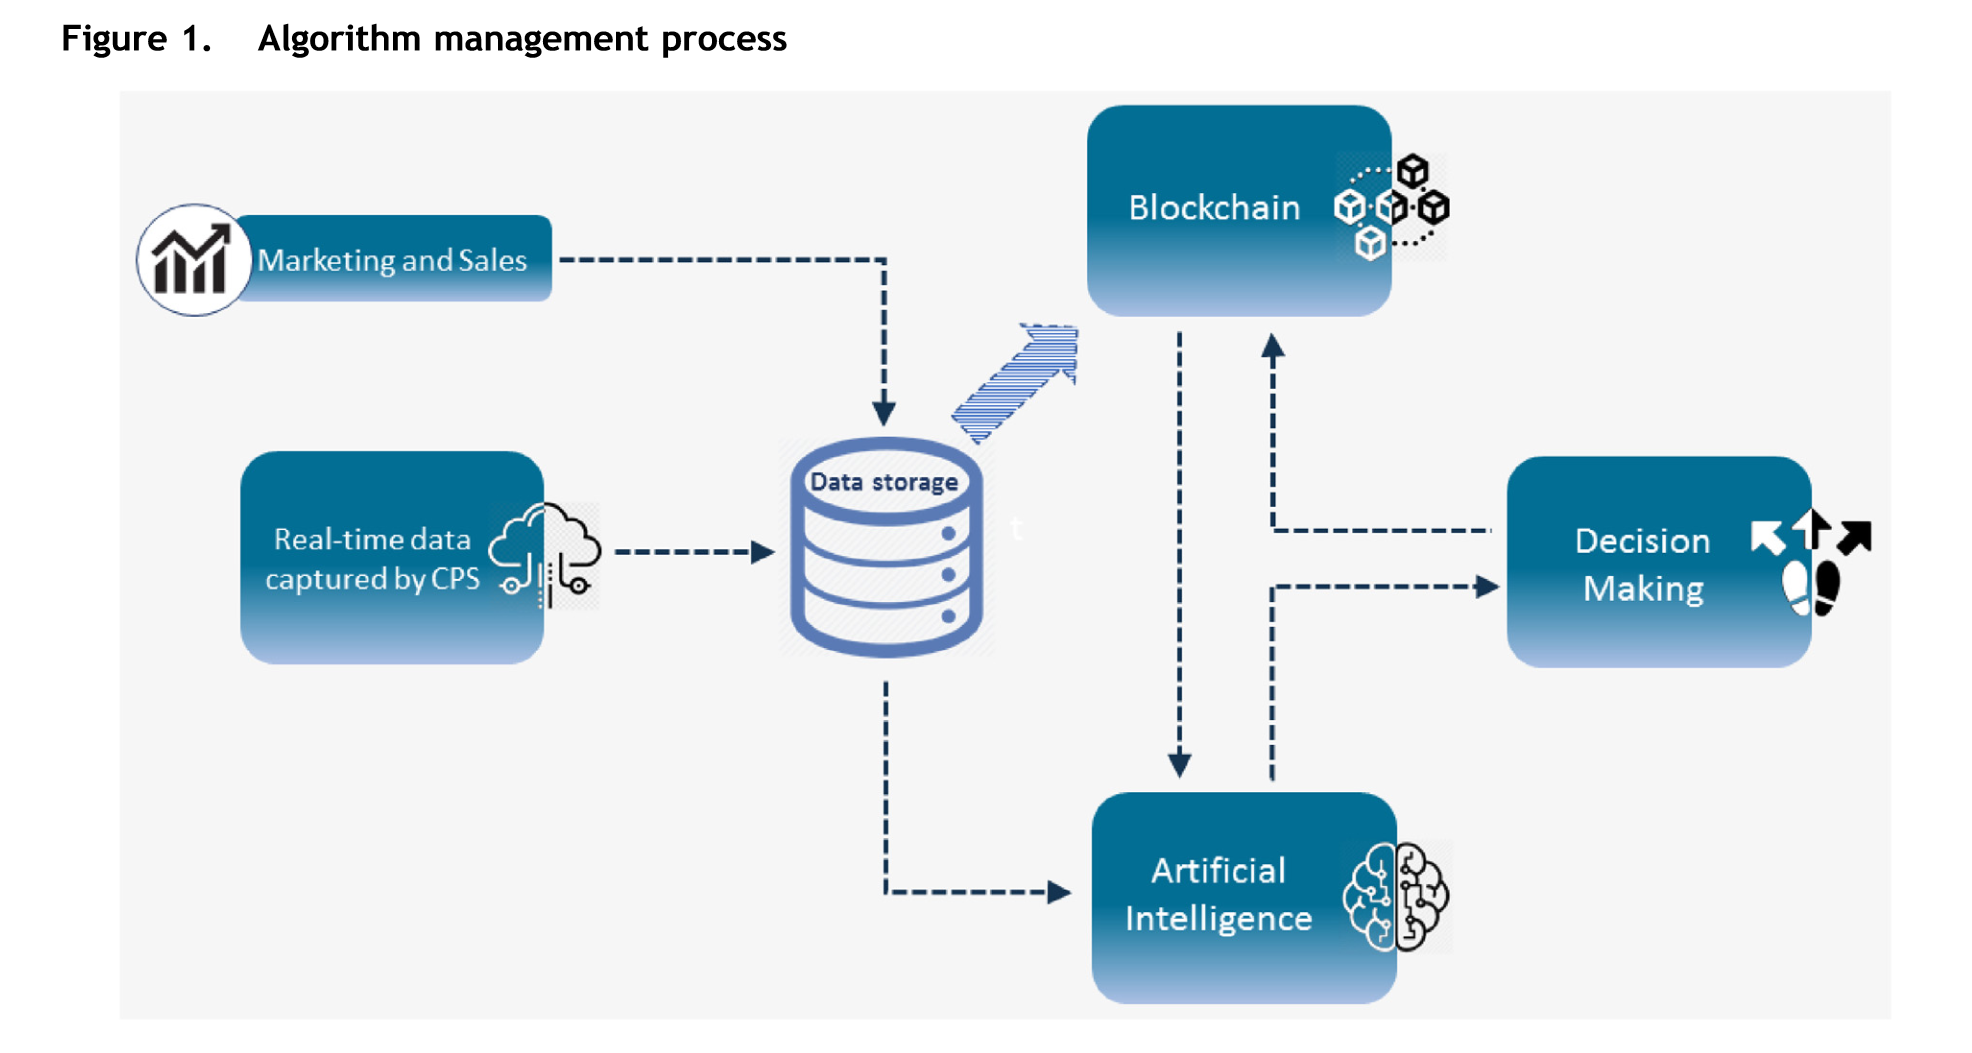 Figure 1. Algorithm management process
Blockchain
Marketing and Sales
Data storage
t
Real-time data
captured by CPS
Decision
Making
Artificial
Intelligence